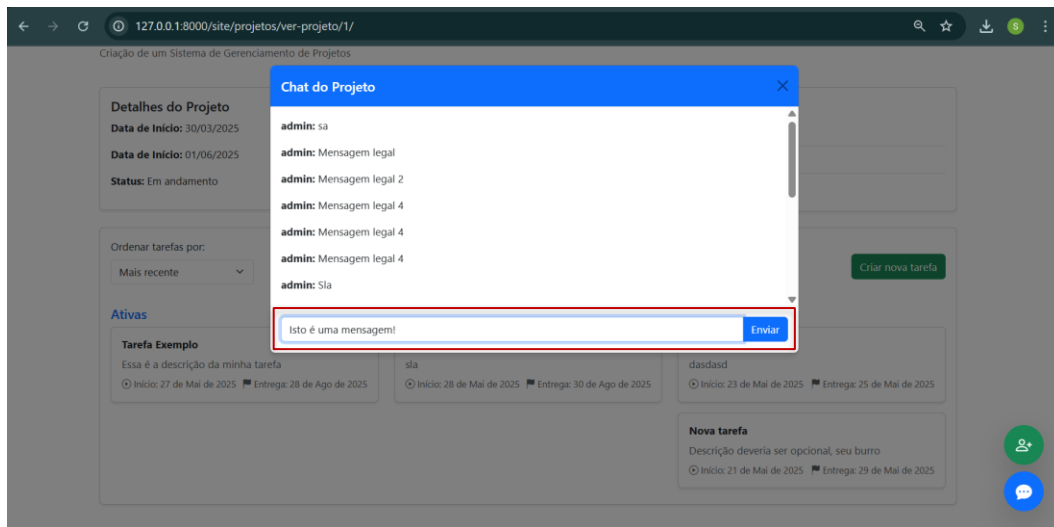 127.0.0.1:8000/site/projetos/ver-projeto/1/
S
Criação de um Sistema de Gerenciamento de Projetos
Chat do Projeto
admin: sa
admin: Mensagem legal
admin: Mensagem legal 2
admin: Mensagem legal 4
admin: Mensagem legal 4
admin: Mensagem legal 4
admin: Sla
Isto é uma mensagem!
Enviar
Detalhes do Projeto
Data de Início: 30/03/2025
Data de Início: 01/06/2025
Status: Em andamento
Ordenar tarefas por:
Mais recente
Criar nova tarefa
Ativas
Tarefa Exemplo
Essa é a descrição da minha tarefa
Início: 27 de Mai de 2025 Entrega: 28 de Ago de 2025
sla
Início: 28 de Mai de 2025 Entrega: 30 de Ago de 2025
dasdasd
Início: 23 de Mai de 2025 Entrega: 25 de Mai de 2025
Nova tarefa
Descrição deveria ser opcional, seu burro
Início: 21 de Mai de 2025 Entrega: 29 de Mai de 2025